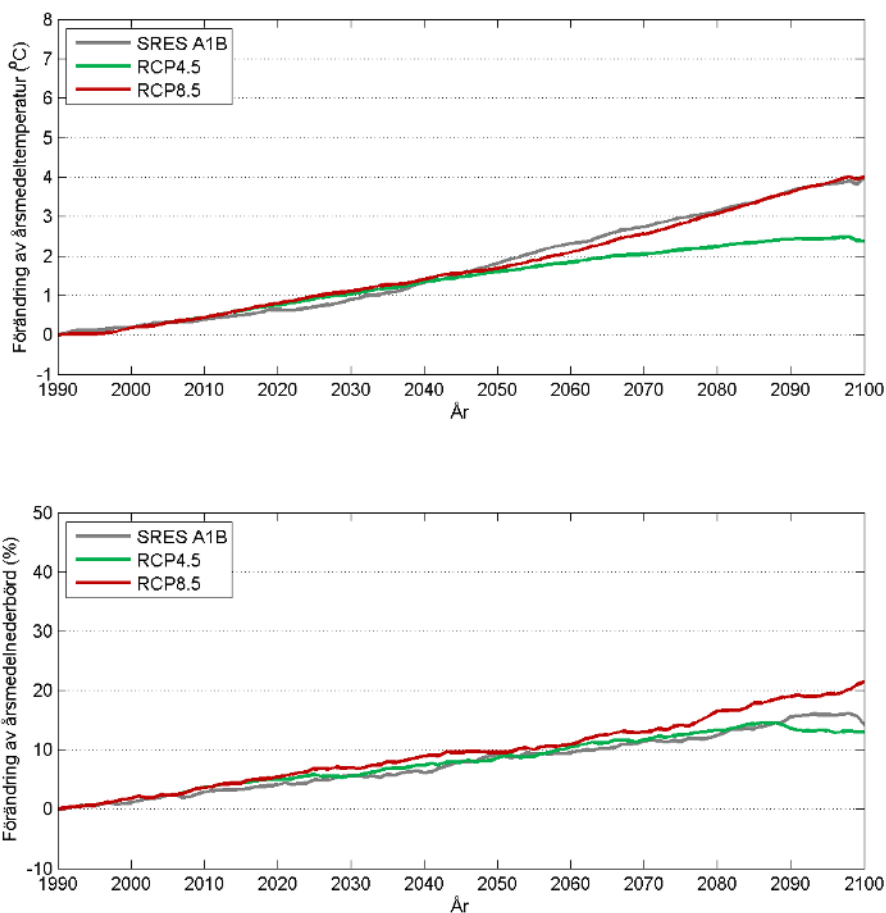 Förändring av årsmedeltemperatur (°C)
8
7
6
5
4
3
2
1
0
-1
SRES A1B
RCP4.5
RCP8.5
1990 2000 2010 2020 2030 2040 2050 2060 2070 2080 2090 2100
År
Förändring av årsmedelnederbörd (%)
50
40
30
20
10
0
-10
SRES A1B
RCP4.5
RCP8.5
1990 2000 2010 2020 2030 2040 2050 2060 2070 2080 2090 2100
År